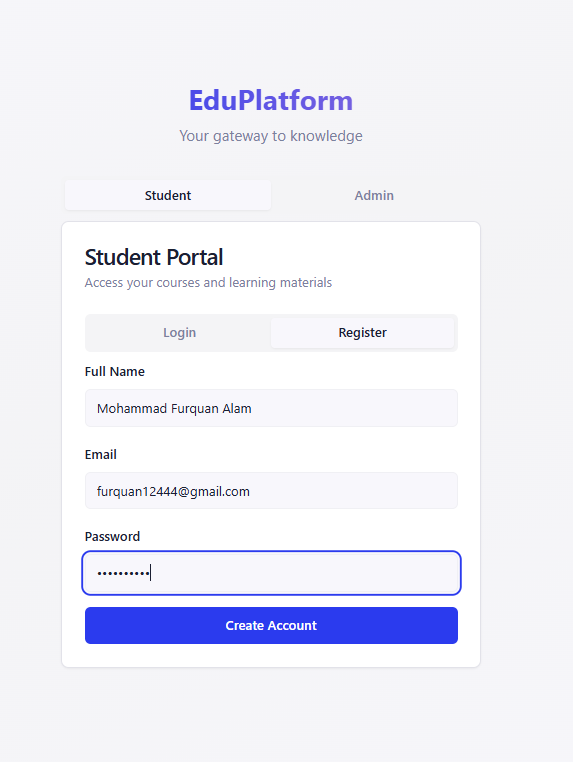 EduPlatform
Your gateway to knowledge
Student Admin
Student Portal
Access your courses and learning materials
Login Register
Full Name
Mohammad Furquan Alam
Email
furquan12444@gmail.com
Password
••••••••••
Create Account